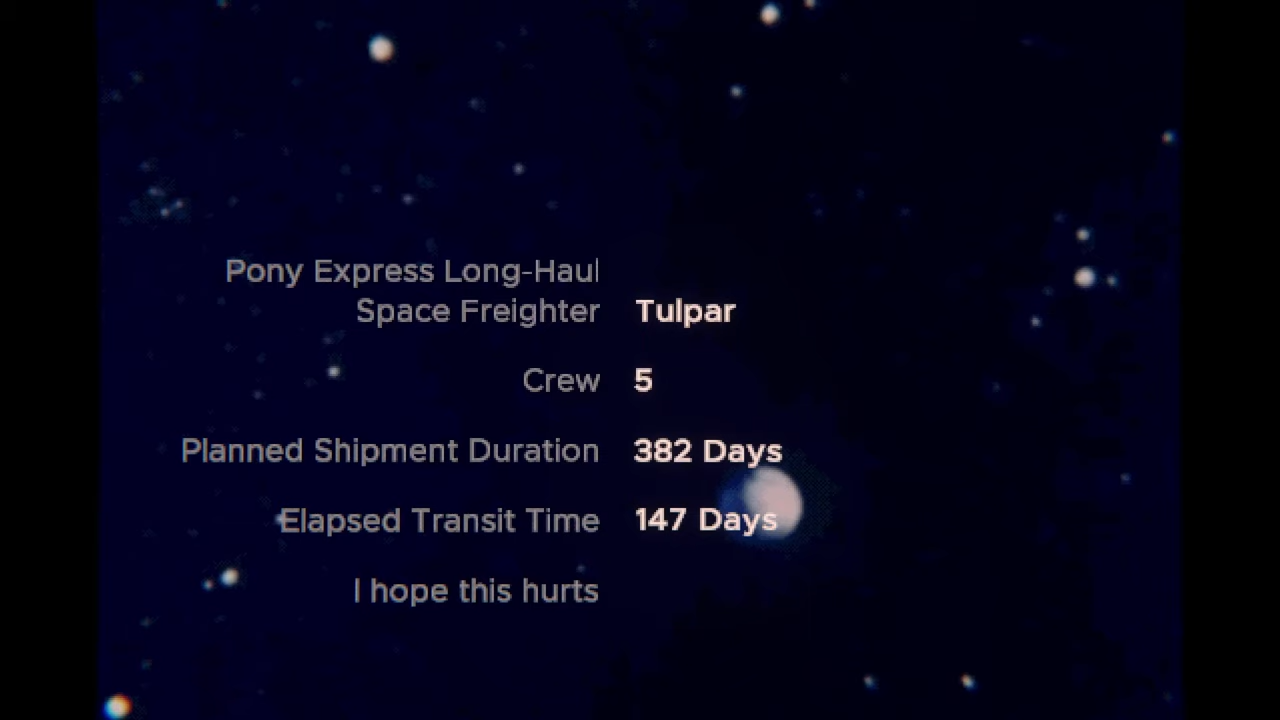 Pony Express Long-Haul
Space Freighter Tulpar
Crew 5
Planned Shipment Duration 382 Days
Elapsed Transit Time 147 Days
I hope this hurts